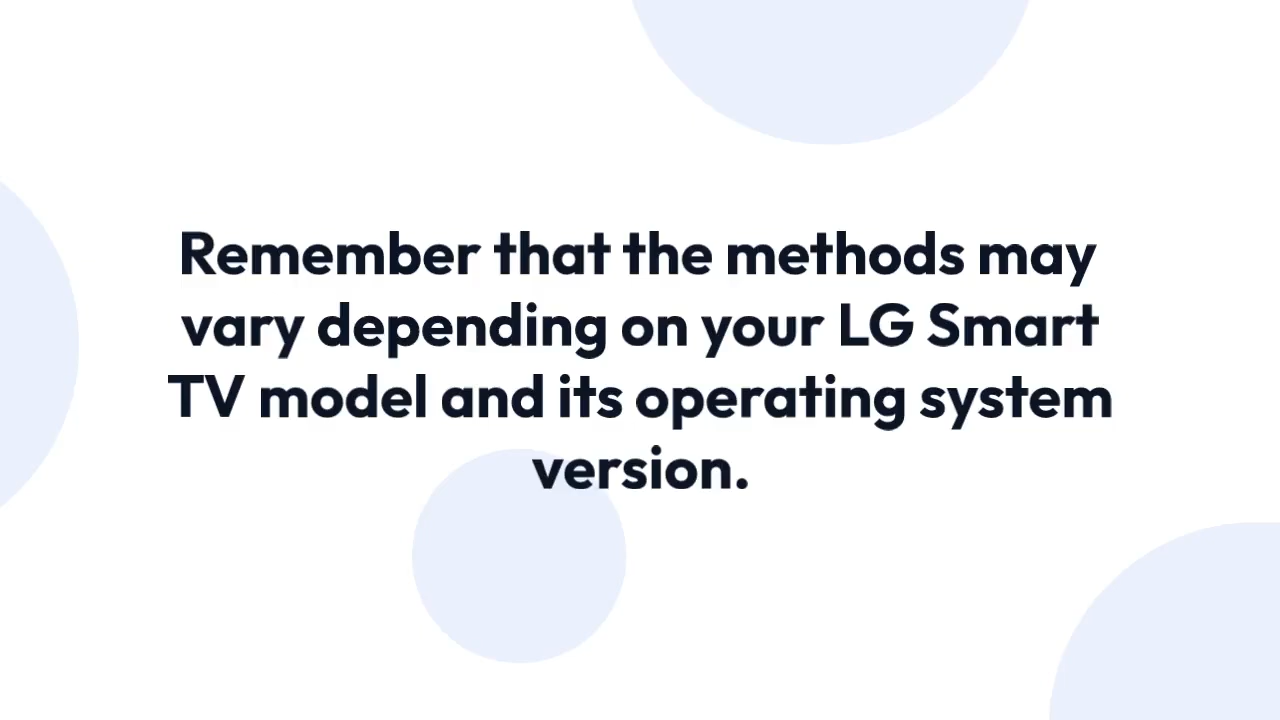 Remember that the methods may
vary depending on your LG Smart
TV model and its operating system
version.